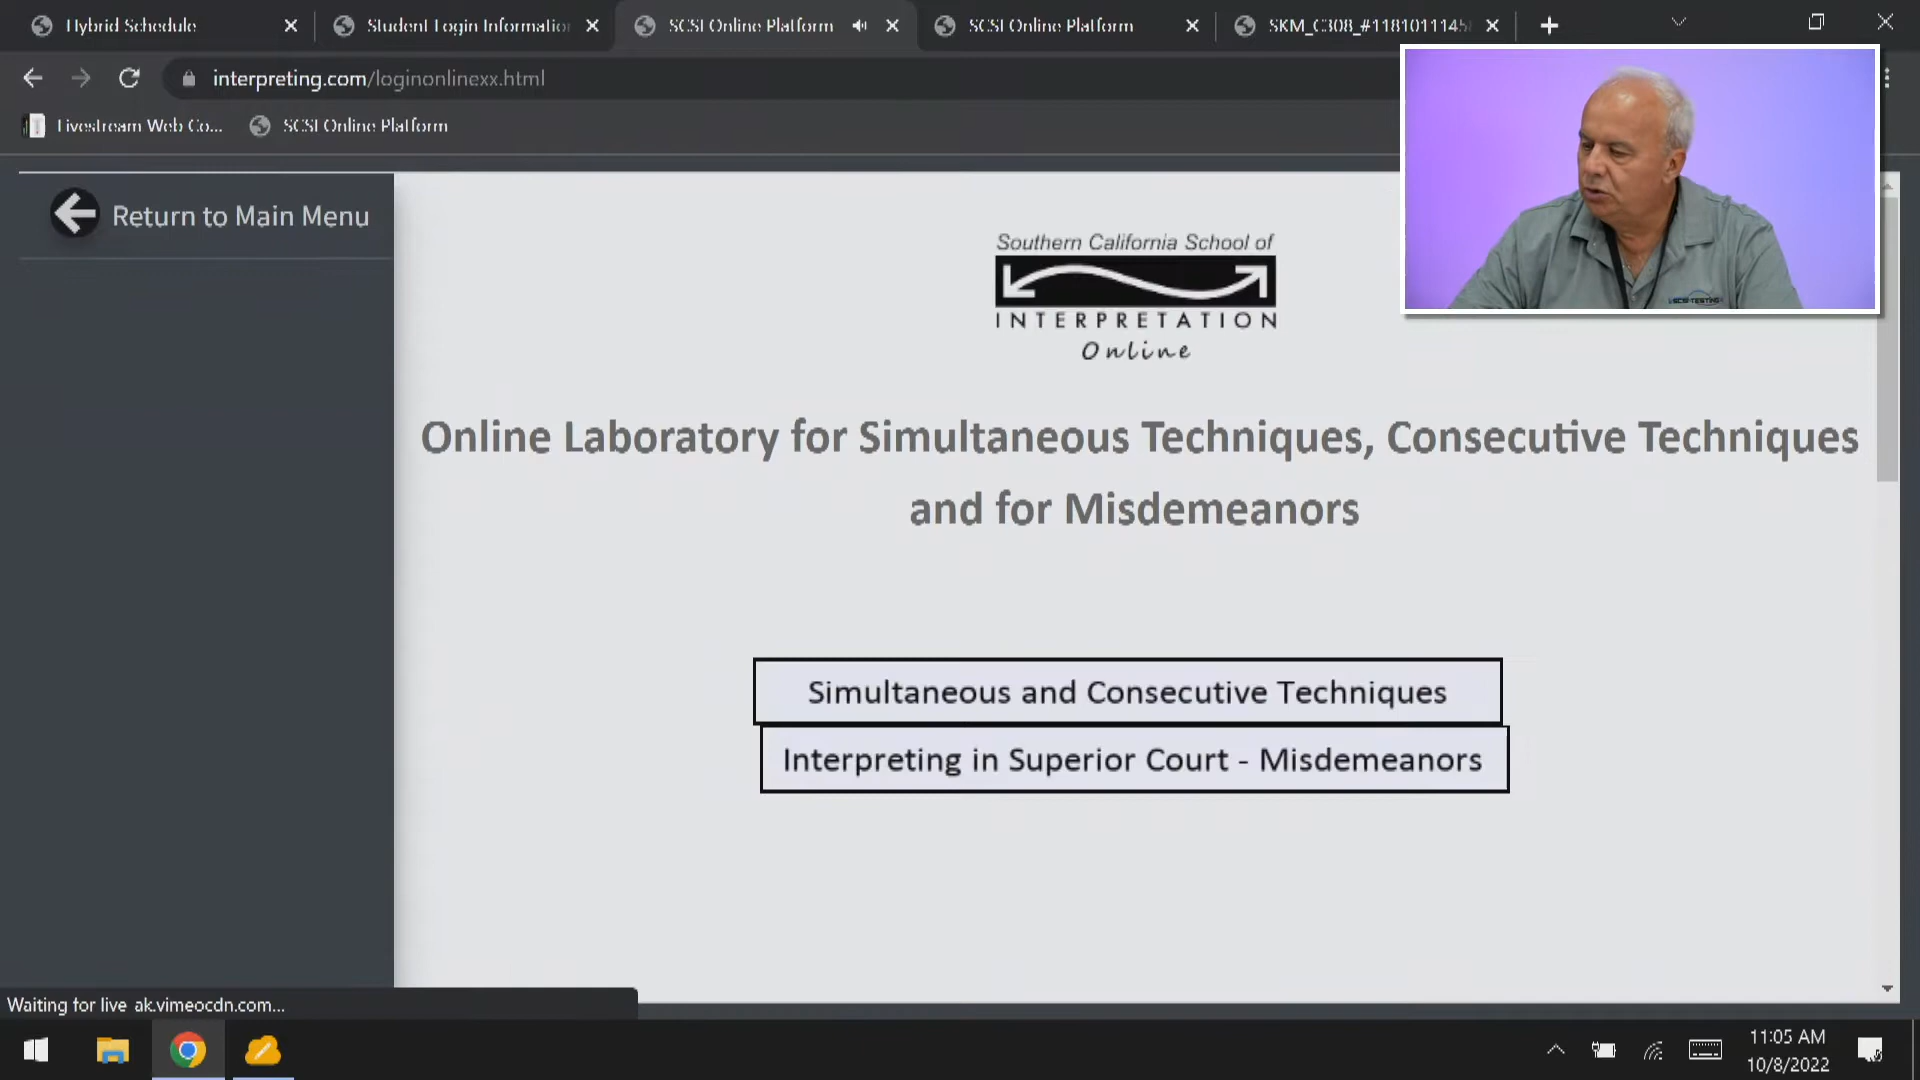 Hybrid Schedule
Student Login Information
SCSI Online Platform
SCSI Online Platform
SKM_C308_#1181011145
interpreting.com/loginonlinexx.html
Livestream Web Co...
SCSI Online Platform
Return to Main Menu
Southern California School of
INTERPRETATION
Online
Online Laboratory for Simultaneous Techniques, Consecutive Techniques
and for Misdemeanors
Simultaneous and Consecutive Techniques
Interpreting in Superior Court - Misdemeanors
Waiting for live ak.vimeocdn.com...
11:05 AM
10/8/2022